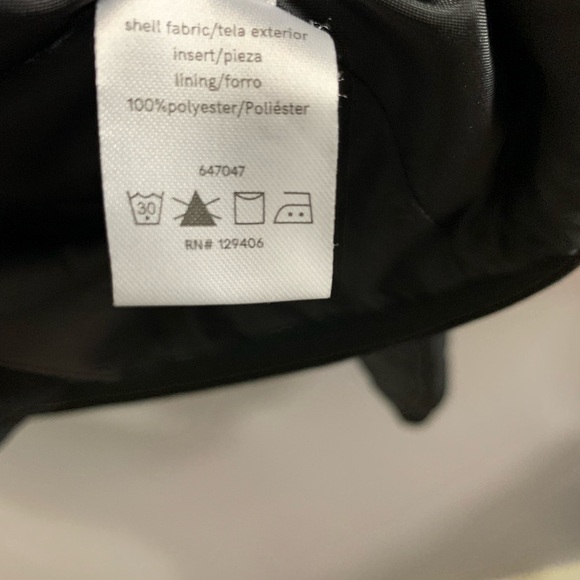 shell fabric/tela exterior
insert/pieza
lining/forro
100%polyester/Poliéster
647047
30
RN# 129406